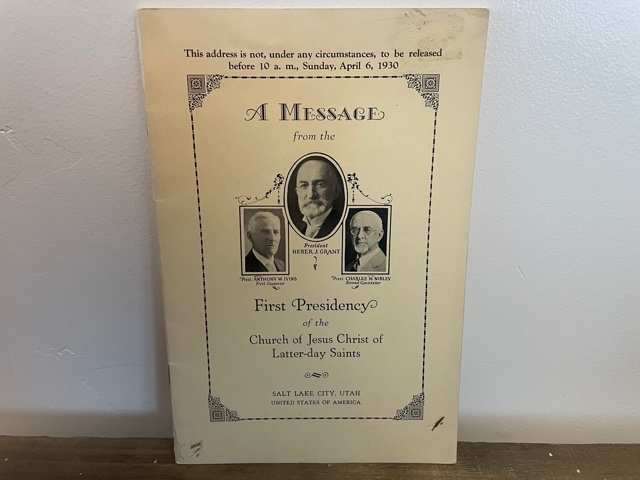 This address is not, under any circumstances, to be released
before 10 a. m., Sunday, April 6, 1930
A MESSAGE
from the
President
HEBER J. GRANT
Pres't ANTHONY W. IVINS
First Counselor
Pres't CHARLES W. NIBLEY
Second Counselor
First Presidency
of the
Church of Jesus Christ of
Latter-day Saints
SALT LAKE CITY, UTAH
UNITED STATES OF AMERICA